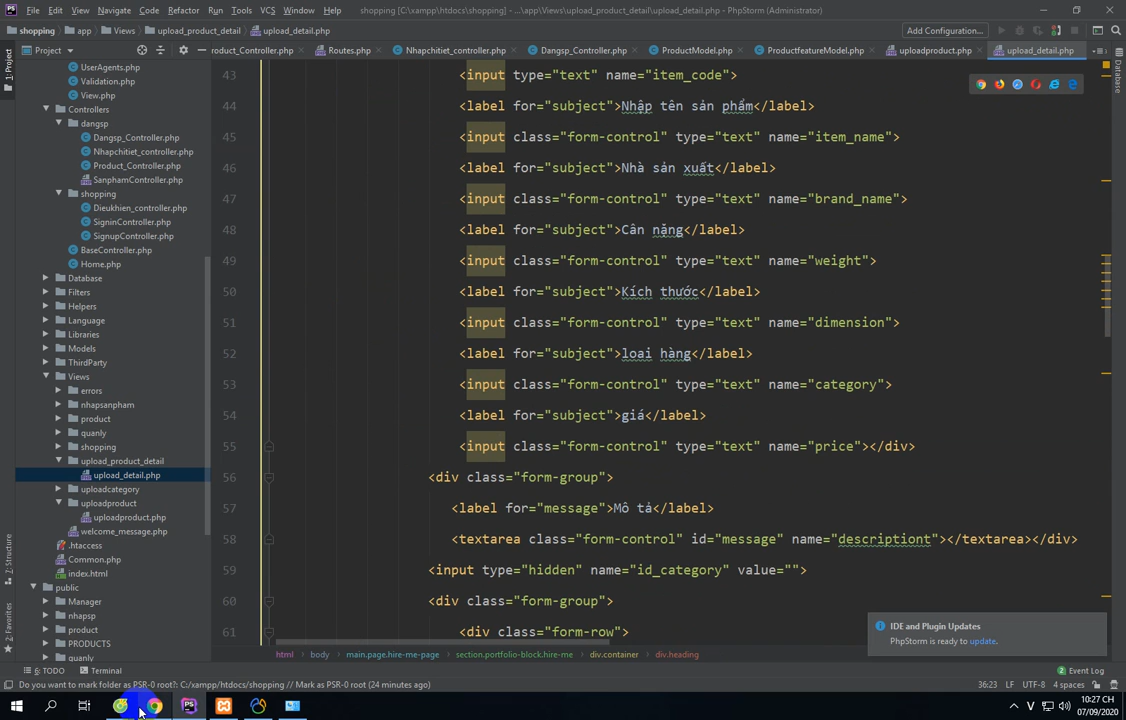 File Edit View Navigate Code Refactor Run Tools VCS Window Help shopping [C:\xampp\htdocs\shopping] - ...\app\Views\upload_product_detail\upload_detail.php - PhpStorm (Administrator)
shopping app Views upload_product_detail upload_detail.php Add Configuration...
Project roduct_Controller.php Routes.php Nhapchitiet_controller.php Dangsp_Controller.php ProductModel.php ProductfeatureModel.php uploadproduct.php upload_detail.php
1: Project
Z: Structure
2: Favorites
Database
UserAgents.php
Validation.php
View.php
Controllers
dangsp
Dangsp_Controller.php
Nhapchitiet_controller.php
Product_Controller.php
SanphamController.php
shopping
Dieukhien_controller.php
SigninController.php
SignupController.php
BaseController.php
Home.php
Database
Filters
Helpers
Language
Libraries
Models
ThirdParty
Views
errors
nhapsanpham
product
quanly
shopping
upload_product_detail
upload_detail.php
uploadcategory
uploadproduct
uploadproduct.php
welcome_message.php
.htaccess
Common.php
index.html
public
Manager
nhapsp
product
PRODUCTS
quanly
43 <input type="text" name="item_code">
44 <label for="subject">Nhập tên sản phẩm</label>
45 <input class="form-control" type="text" name="item_name">
46 <label for="subject">Nhà sản xuất</label>
47 <input class="form-control" type="text" name="brand_name">
48 <label for="subject">Cân nặng</label>
49 <input class="form-control" type="text" name="weight">
50 <label for="subject">Kích thước</label>
51 <input class="form-control" type="text" name="dimension">
52 <label for="subject">loai hàng</label>
53 <input class="form-control" type="text" name="category">
54 <label for="subject">giá</label>
55 <input class="form-control" type="text" name="price"></div>
56 <div class="form-group">
57 <label for="message">Mô tả</label>
58 <textarea class="form-control" id="message" name="descriptiont"></textarea></div>
59 <input type="hidden" name="id_category" value="">
60 <div class="form-group">
61 <div class="form-row">
IDE and Plugin Updates
PhpStorm is ready to update.
html body main.page.hire-me-page section.portfolio-block.hire-me div.container div.heading
6: TODO Terminal 2 Event Log
Do you want to mark folder as PSR-0 root?: C:/xampp/htdocs/shopping // Mark as PSR-0 root (24 minutes ago) 36:23 LF UTF-8 4 spaces
V 10:27 CH
07/09/2020